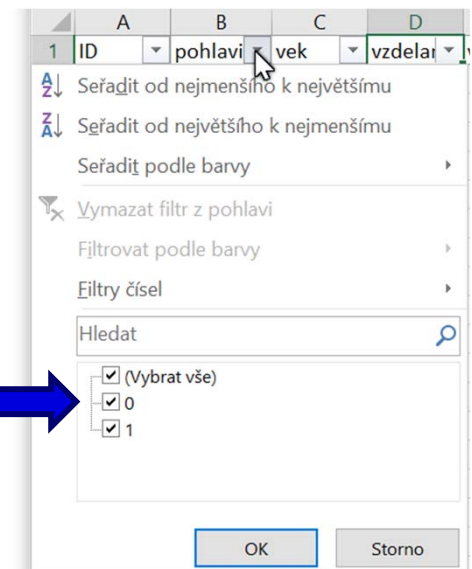 A B C D
1 ID pohlavi vek vzdelar
Seřadit od nejmenšího k největšímu
Seřadit od největšího k nejmenšímu
Seřadit podle barvy
Vymazat filtr z pohlavi
Filtrovat podle barvy
Filtry čísel
Hledat
(Vybrat vše)
0
1
OK Storno